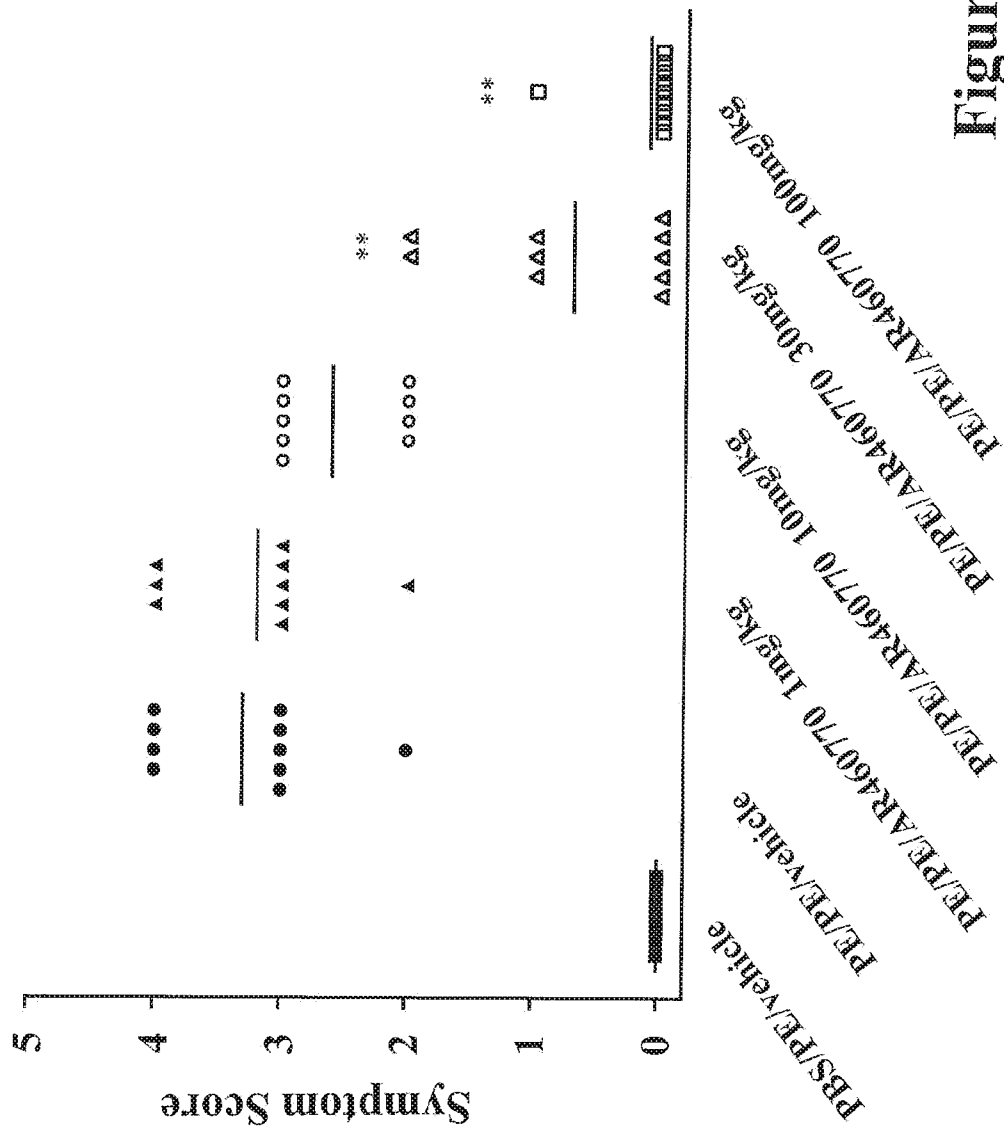 Symptom Score
5
4
3
2
1
0
**
**
PBS/PE/vehicle
PE/PE/vehicle
PE/PE/AR460770 1mg/kg
PE/PE/AR460770 10mg/kg
PE/PE/AR460770 30mg/kg
PE/PE/AR460770 100mg/kg
Figur